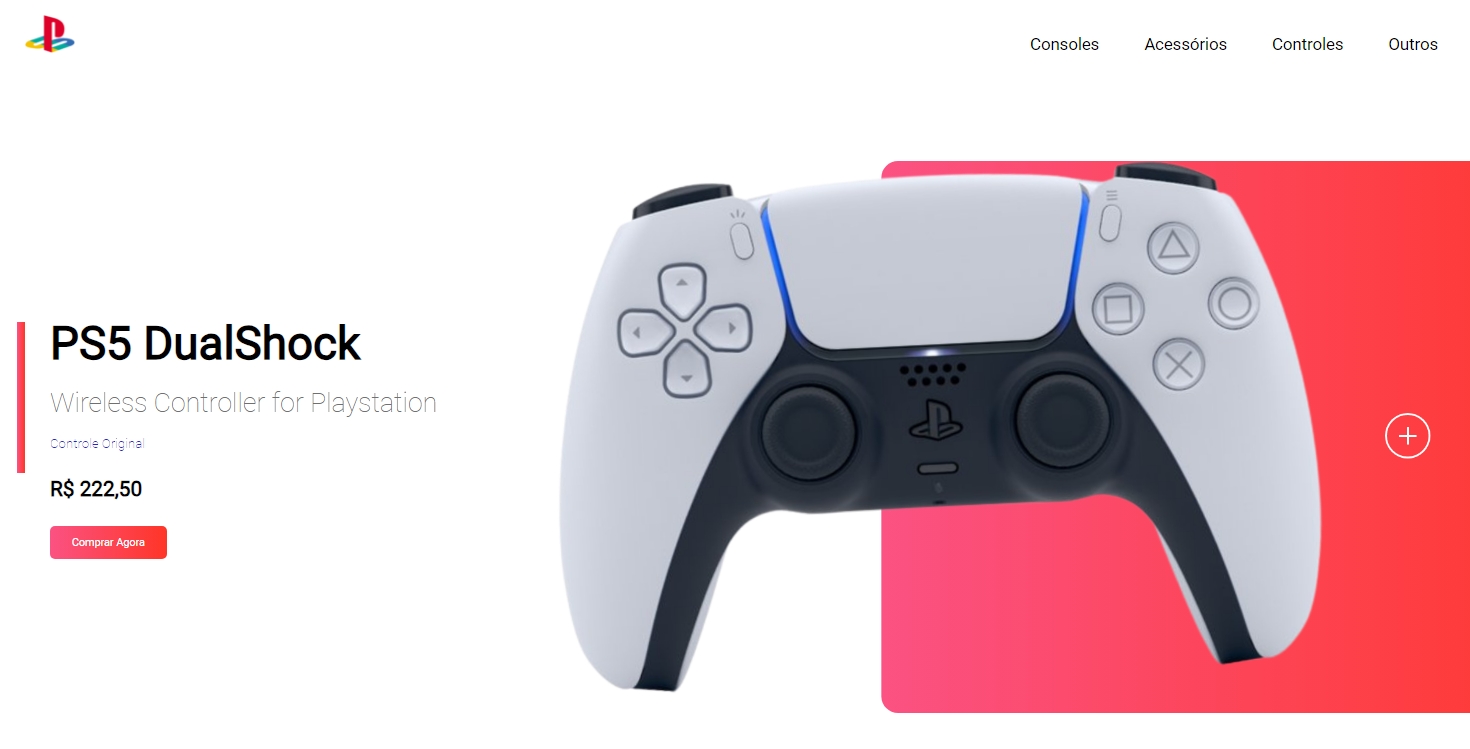 Consoles Acessórios Controles Outros
PS5 DualShock
Wireless Controller for Playstation
Controle Original
R$ 222,50
Comprar Agora